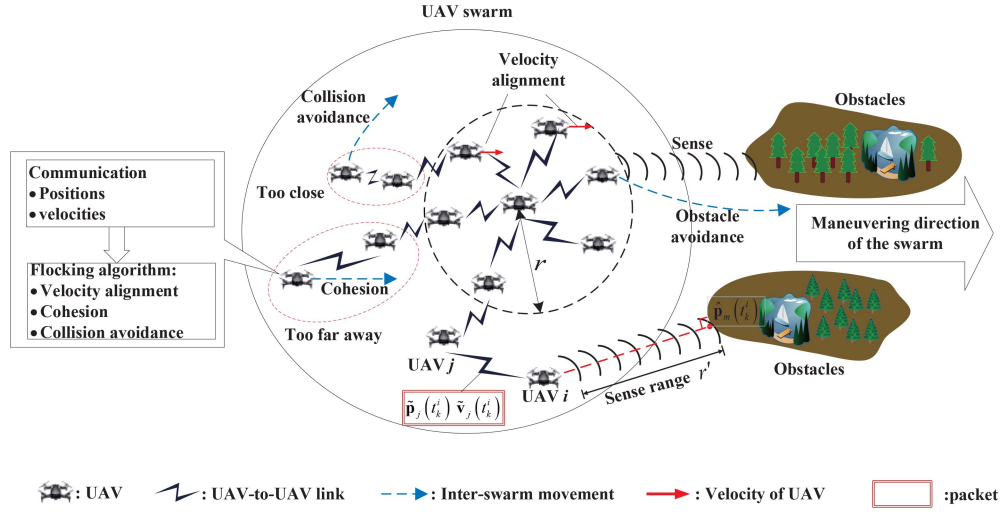 UAV swarm
Velocity
alignment
Collision
avoidance
Obstacles
Sense
Communication
• Positions
• velocities
Too close
Obstacle
avoidance
Maneuvering direction
of the swarm
Flocking algorithm:
• Velocity alignment
• Cohesion
• Collision avoidance
r
Cohesion
Too far away
p̂ₘ(tₖⁱ)
UAV j
UAV i
Sense range r'
Obstacles
p̃ⱼ(tₖⁱ) ṽⱼ(tₖⁱ)
: UAV
: UAV-to-UAV link
: Inter-swarm movement
: Velocity of UAV
:packet